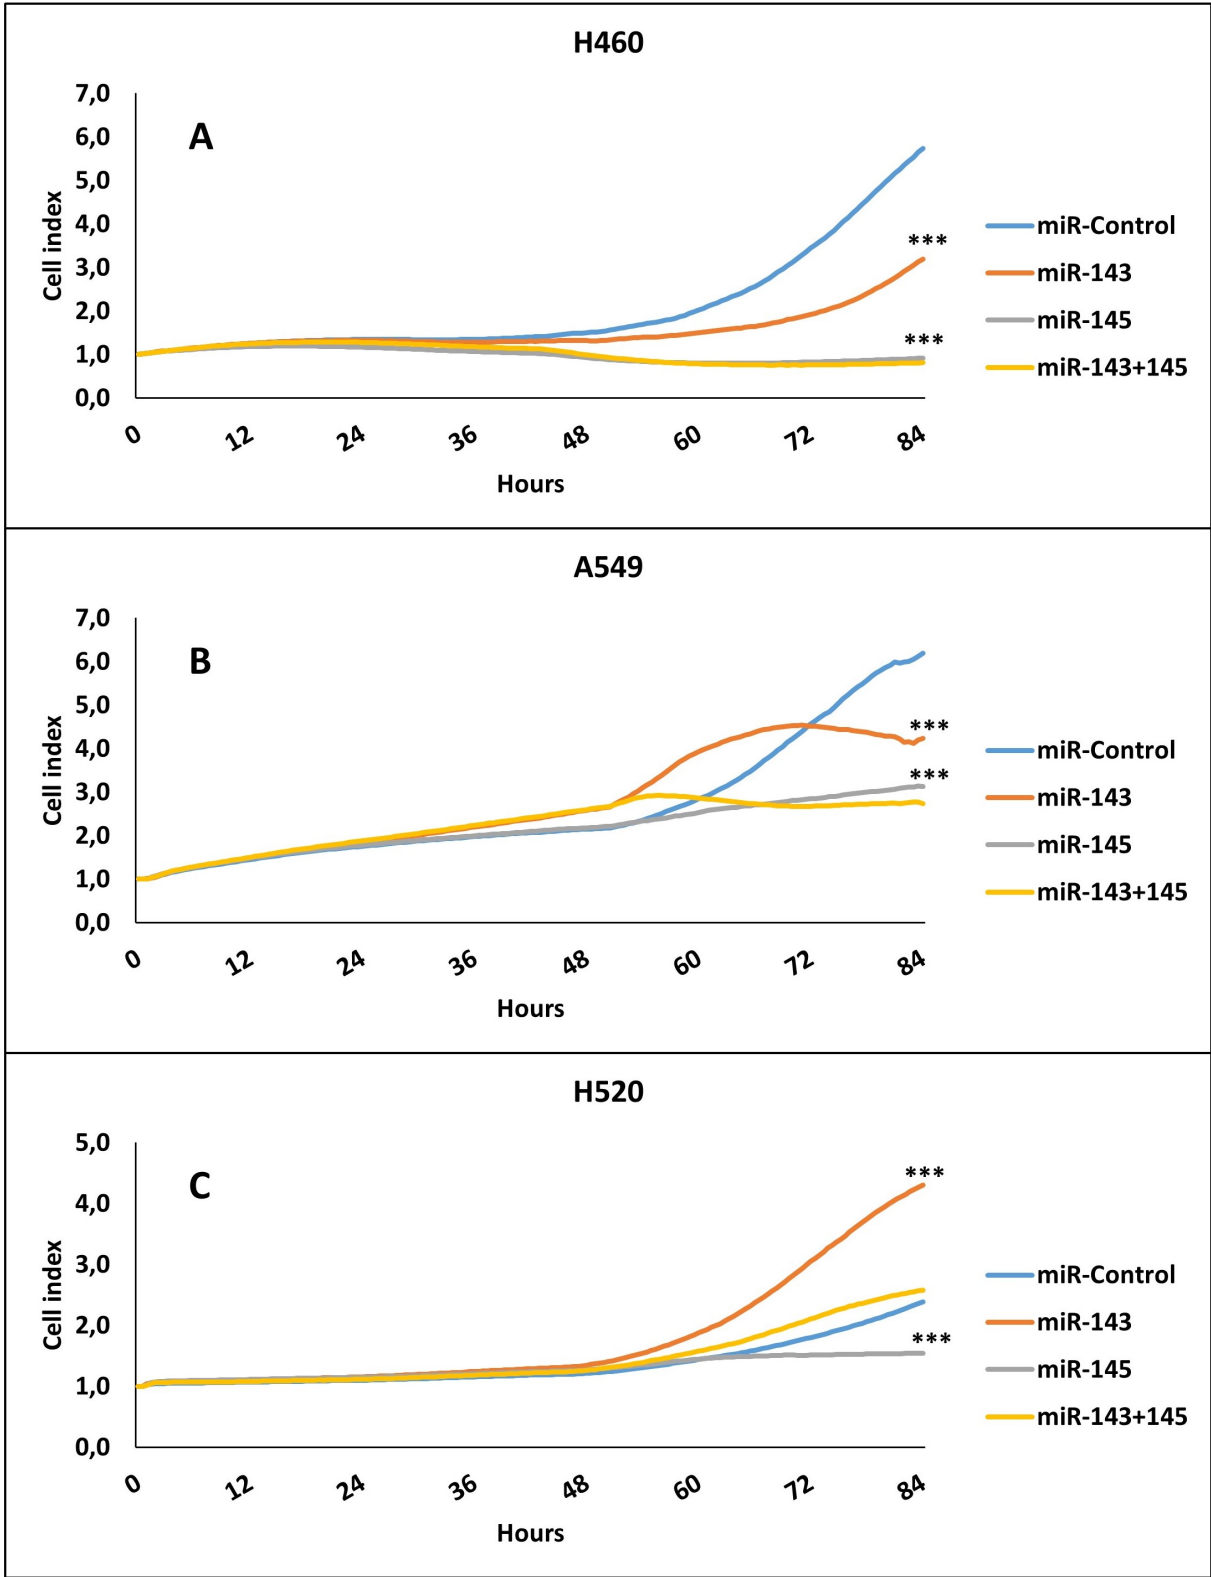 H460
A
7,0
6,0
5,0
4,0
3,0
2,0
1,0
0,0
Cell index
***
***
0 12 24 36 48 60 72 84
Hours
miR-Control
miR-143
miR-145
miR-143+145
A549
B
7,0
6,0
5,0
4,0
3,0
2,0
1,0
0,0
Cell index
***
***
0 12 24 36 48 60 72 84
Hours
miR-Control
miR-143
miR-145
miR-143+145
H520
C
5,0
4,0
3,0
2,0
1,0
0,0
Cell index
***
***
0 12 24 36 48 60 72 84
Hours
miR-Control
miR-143
miR-145
miR-143+145